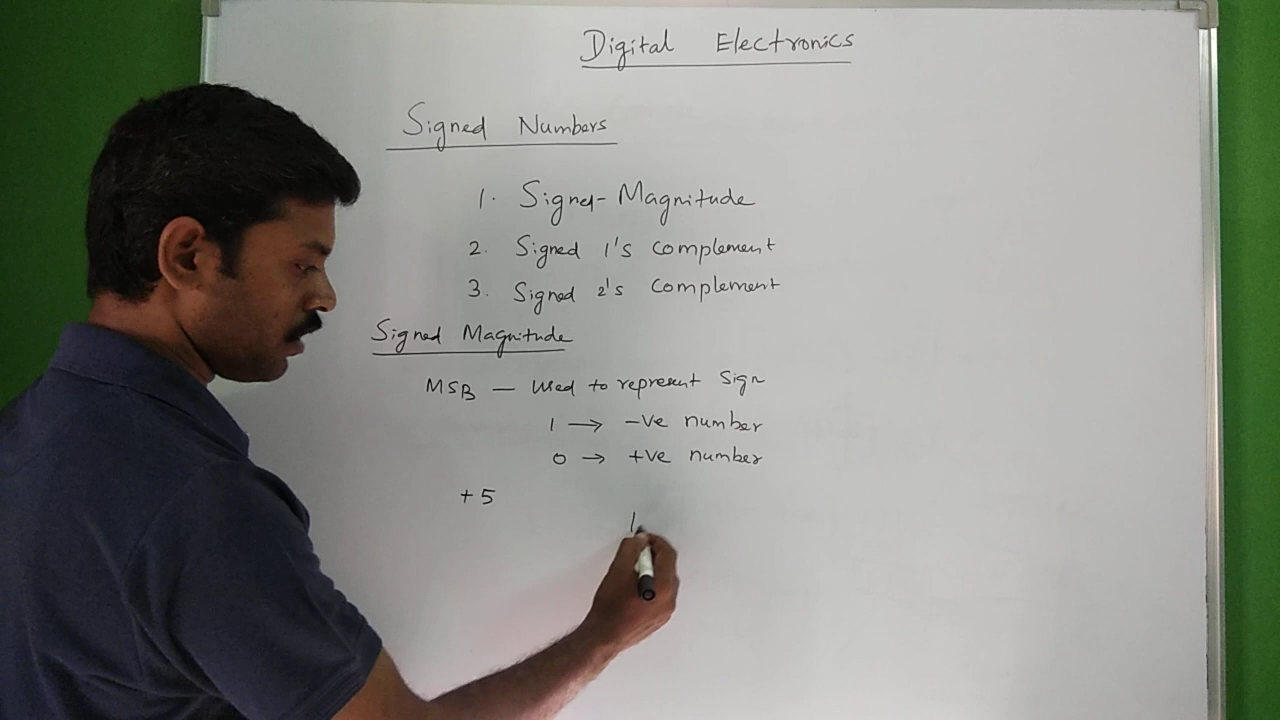 Digital Electronics
Signed Numbers
1. Signed-Magnitude
2. Signed 1's complement
3. Signed 2's complement
Signed Magnitude
MSB — Used to represent Sign
1 → -ve number
0 → +ve number
+5
1